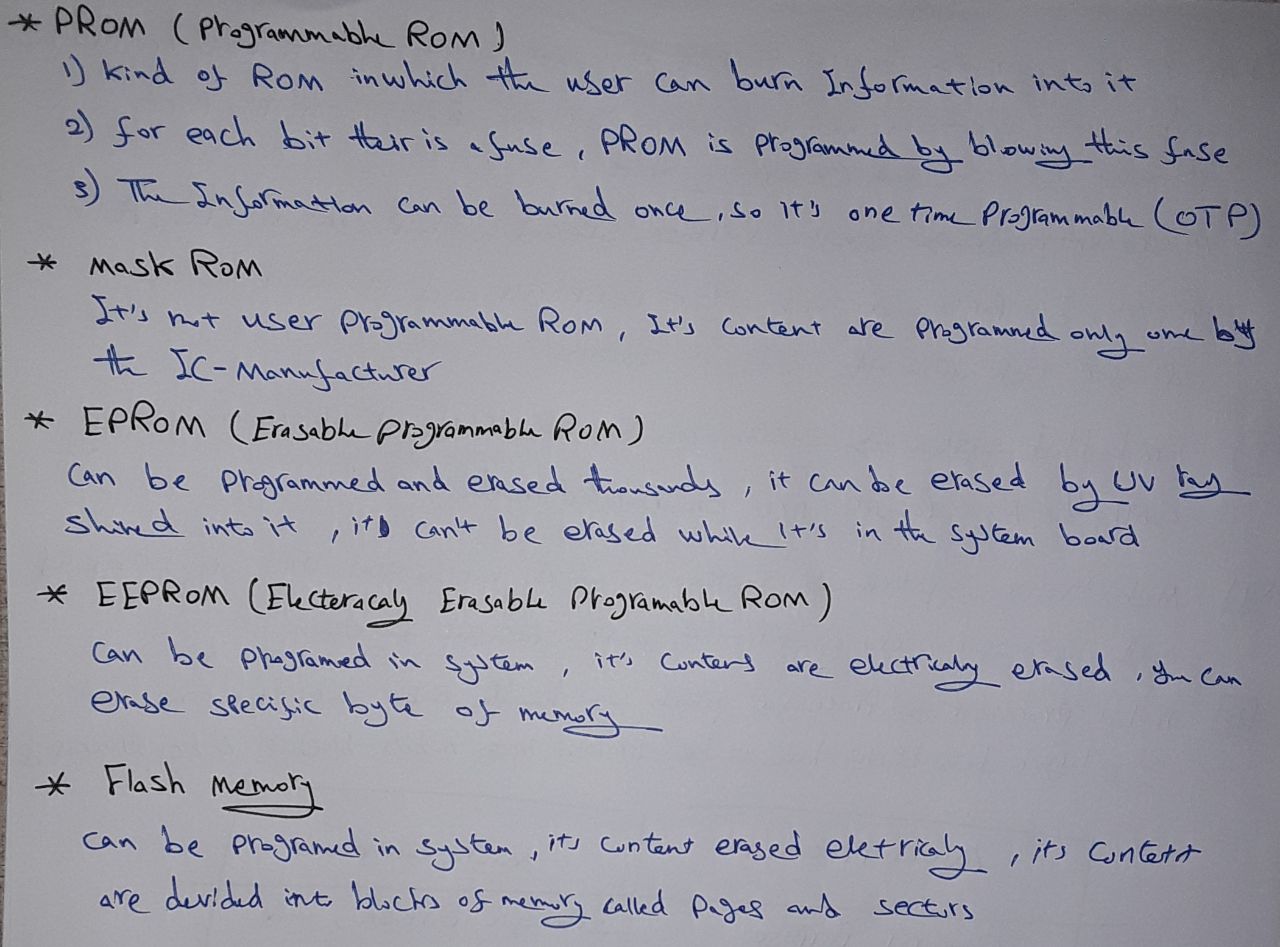 * PROM (Programmable ROM)
1) kind of ROM in which the user can burn Information into it
2) for each bit their is a fuse, PROM is programmed by blowing this fuse
3) The Information can be burned once, so it's one time Programmable (OTP)
* Mask ROM
It's not user programmable ROM, It's content are programmed only one by
the IC-Manufacturer
* EPROM (Erasable programmable ROM)
Can be programmed and erased thousands, it can be erased by UV ray
shined into it, it can't be erased while It's in the system board
* EEPROM (Electeracaly Erasable Programable ROM)
Can be programed in system, it's contens are electricaly erased, you can
erase specific byte of memory
* Flash Memory
can be programed in system, its content erased eletricaly, its content
are devided into blocks of memory called pages and sectors